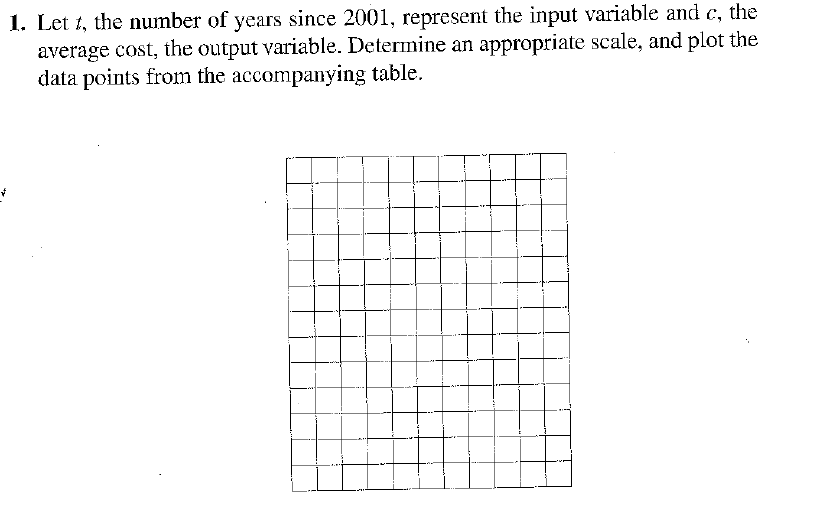 1. Let t, the number of years since 2001, represent the input variable and c, the
average cost, the output variable. Determine an appropriate scale, and plot the
data points from the accompanying table.